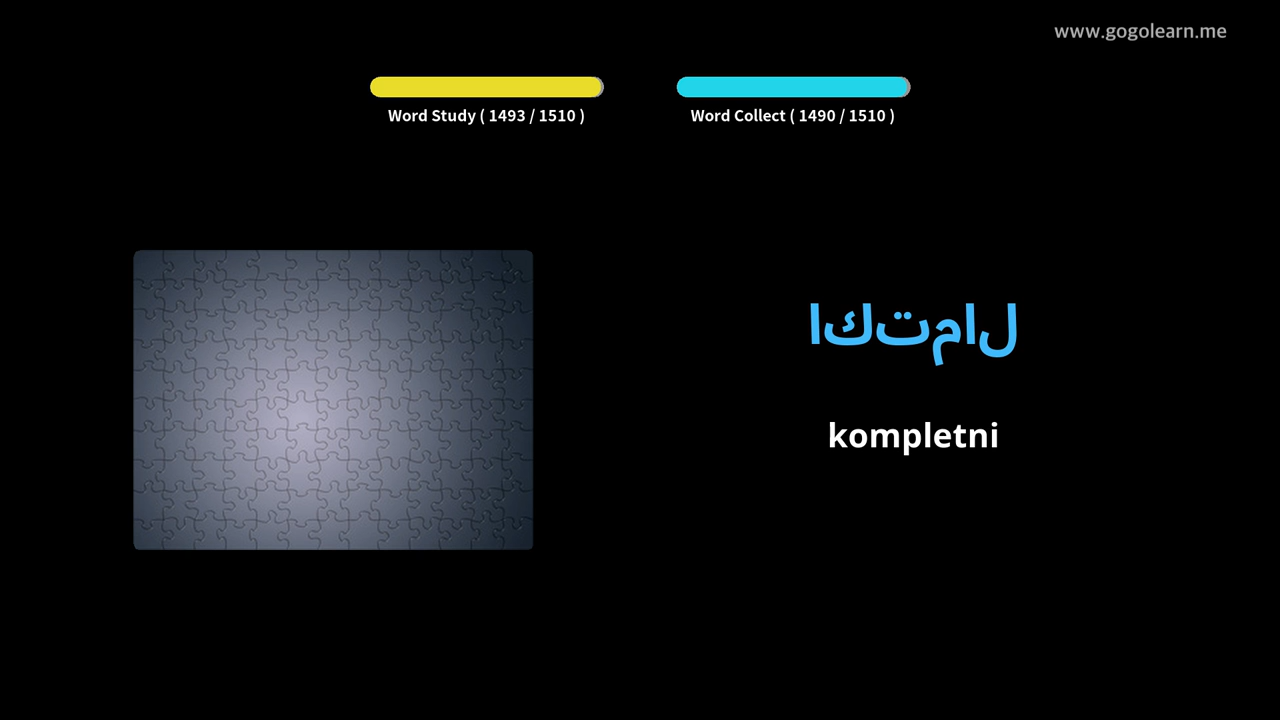 www.gogolearn.me
Word Study ( 1493 / 1510 )
Word Collect ( 1490 / 1510 )
اكتمال
kompletni